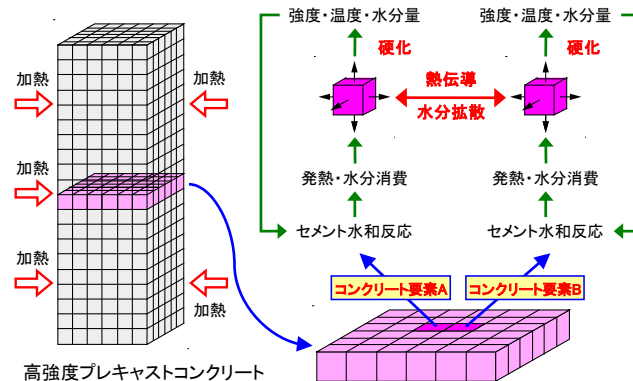 強度・温度・水分量
強度・温度・水分量
硬化
硬化
加熱
加熱
熱伝導
水分拡散
加熱
発熱・水分消費
発熱・水分消費
セメント水和反応
セメント水和反応
加熱
加熱
コンクリート要素A
コンクリート要素B
高強度プレキャストコンクリート